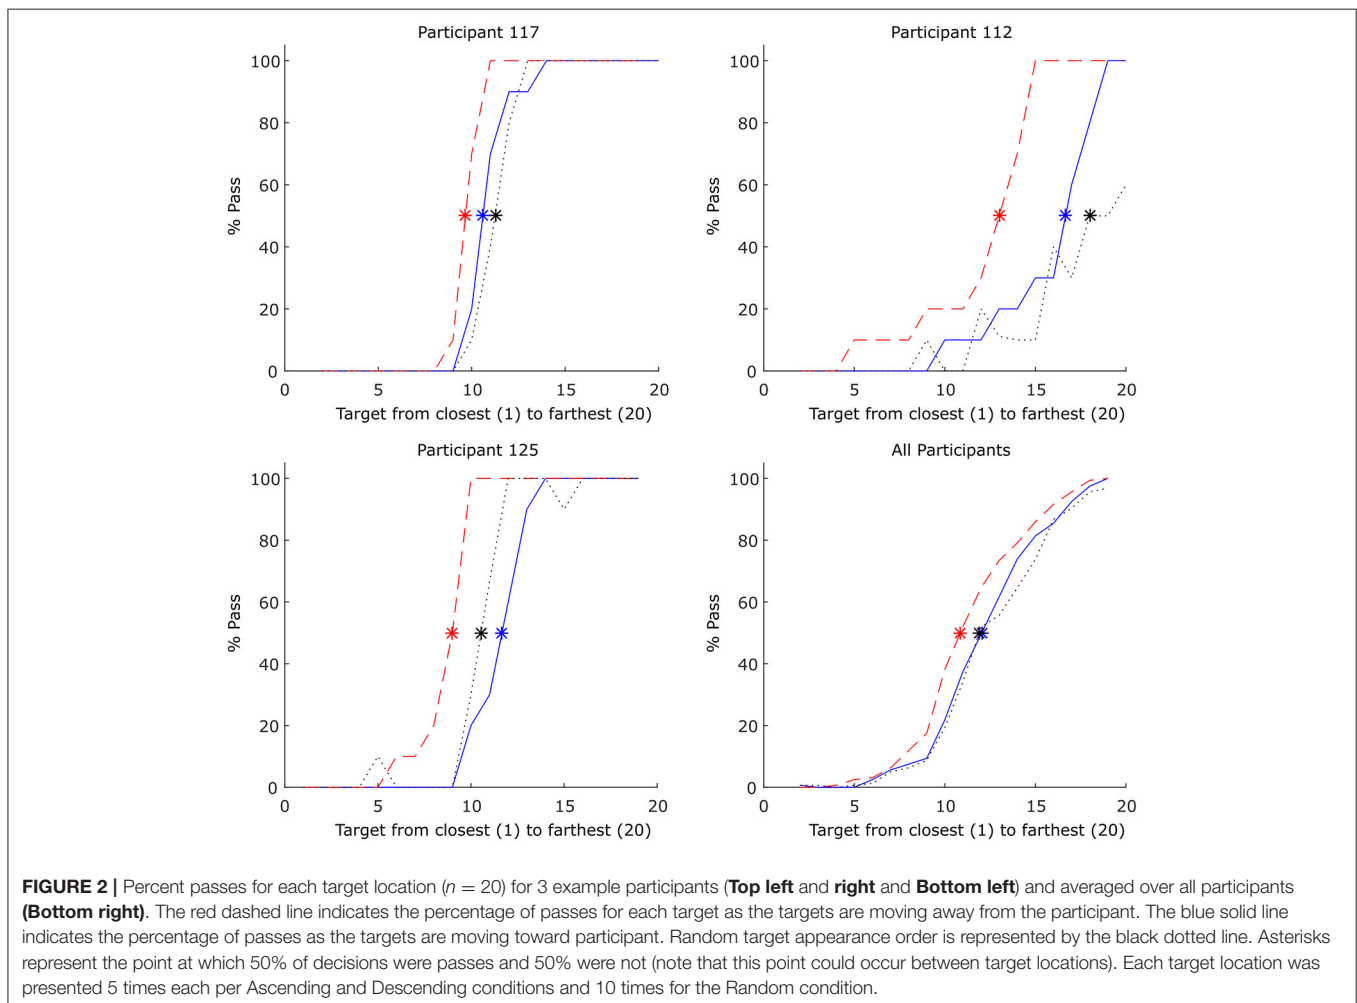 Participant 117
100
80
60
40
20
0
% Pass
0 5 10 15 20
Target from closest (1) to farthest (20)
Participant 112
100
80
60
40
20
0
% Pass
0 5 10 15 20
Target from closest (1) to farthest (20)
Participant 125
100
80
60
40
20
0
% Pass
0 5 10 15 20
Target from closest (1) to farthest (20)
All Participants
100
80
60
40
20
0
% Pass
0 5 10 15 20
Target from closest (1) to farthest (20)
FIGURE 2 | Percent passes for each target location (n = 20) for 3 example participants (Top left and right and Bottom left) and averaged over all participants
(Bottom right). The red dashed line indicates the percentage of passes for each target as the targets are moving away from the participant. The blue solid line
indicates the percentage of passes as the targets are moving toward participant. Random target appearance order is represented by the black dotted line. Asterisks
represent the point at which 50% of decisions were passes and 50% were not (note that this point could occur between target locations). Each target location was
presented 5 times each per Ascending and Descending conditions and 10 times for the Random condition.